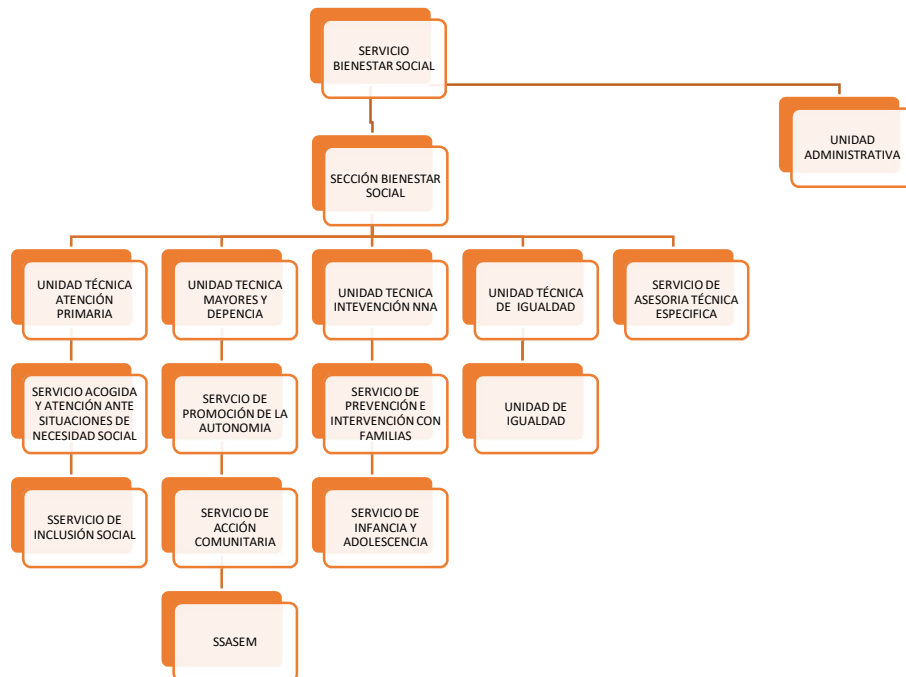 SERVICIO
BIENESTAR SOCIAL
UNIDAD
ADMINISTRATIVA
SECCIÓN BIENESTAR
SOCIAL
UNIDAD TÉCNICA
ATENCIÓN
PRIMARIA
UNIDAD TECNICA
MAYORES Y
DEPENCIA
UNIDAD TECNICA
INTEVENCIÓN NNA
UNIDAD TÉCNICA
DE IGUALDAD
SERVICIO DE
ASESORIA TÉCNICA
ESPECIFICA
SERVICIO ACOGIDA
Y ATENCIÓN ANTE
SITUACIONES DE
NECESIDAD SOCIAL
SERVCIO DE
PROMOCIÓN DE LA
AUTONOMIA
SERVICIO DE
PREVENCIÓN E
INTERVENCIÓN CON
FAMILIAS
UNIDAD DE
IGUALDAD
SSERVICIO DE
INCLUSIÓN SOCIAL
SERVICIO DE
ACCIÓN
COMUNITARIA
SERVICIO DE
INFANCIA Y
ADOLESCENCIA
SSASEM